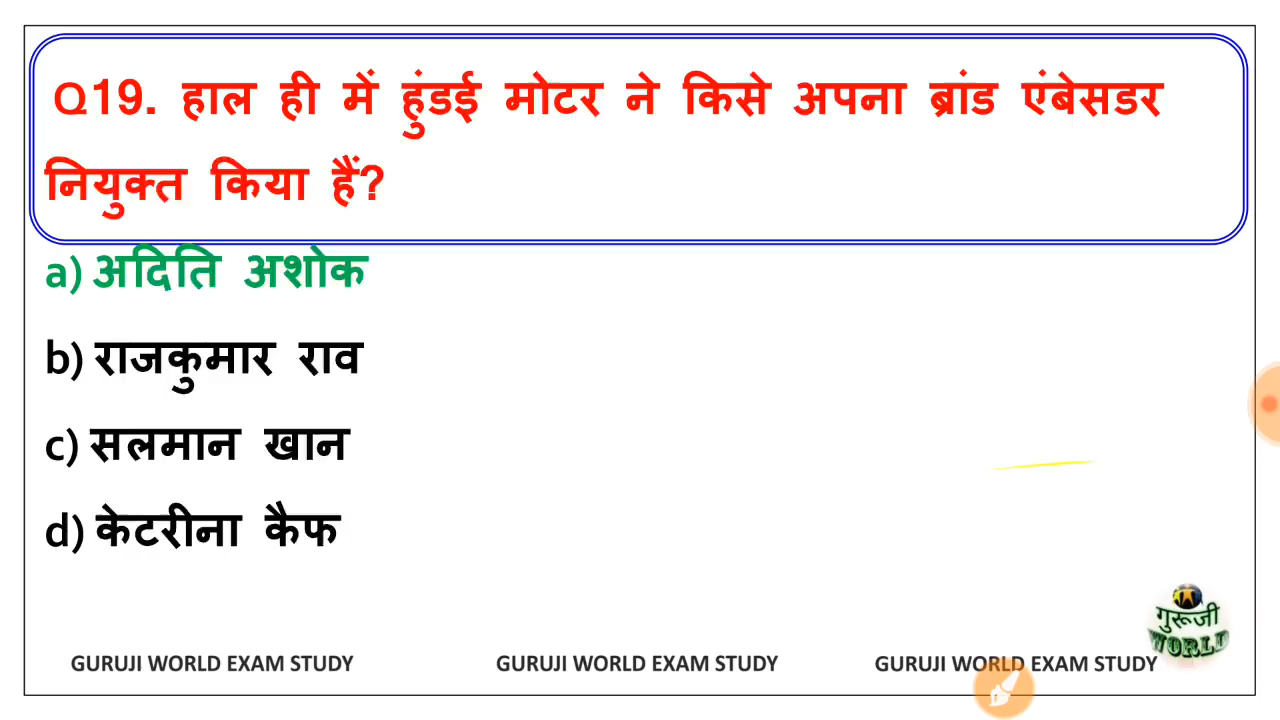 Q19. हाल ही में हुंडई मोटर ने किसे अपना ब्रांड एंबेसडर
नियुक्त किया हैं?
a) अदिति अशोक
b) राजकुमार राव
c) सलमान खान
d) केटरीना कैफ
गुरूजी
WORLD
GURUJI WORLD EXAM STUDY GURUJI WORLD EXAM STUDY GURUJI WORLD EXAM STUDY